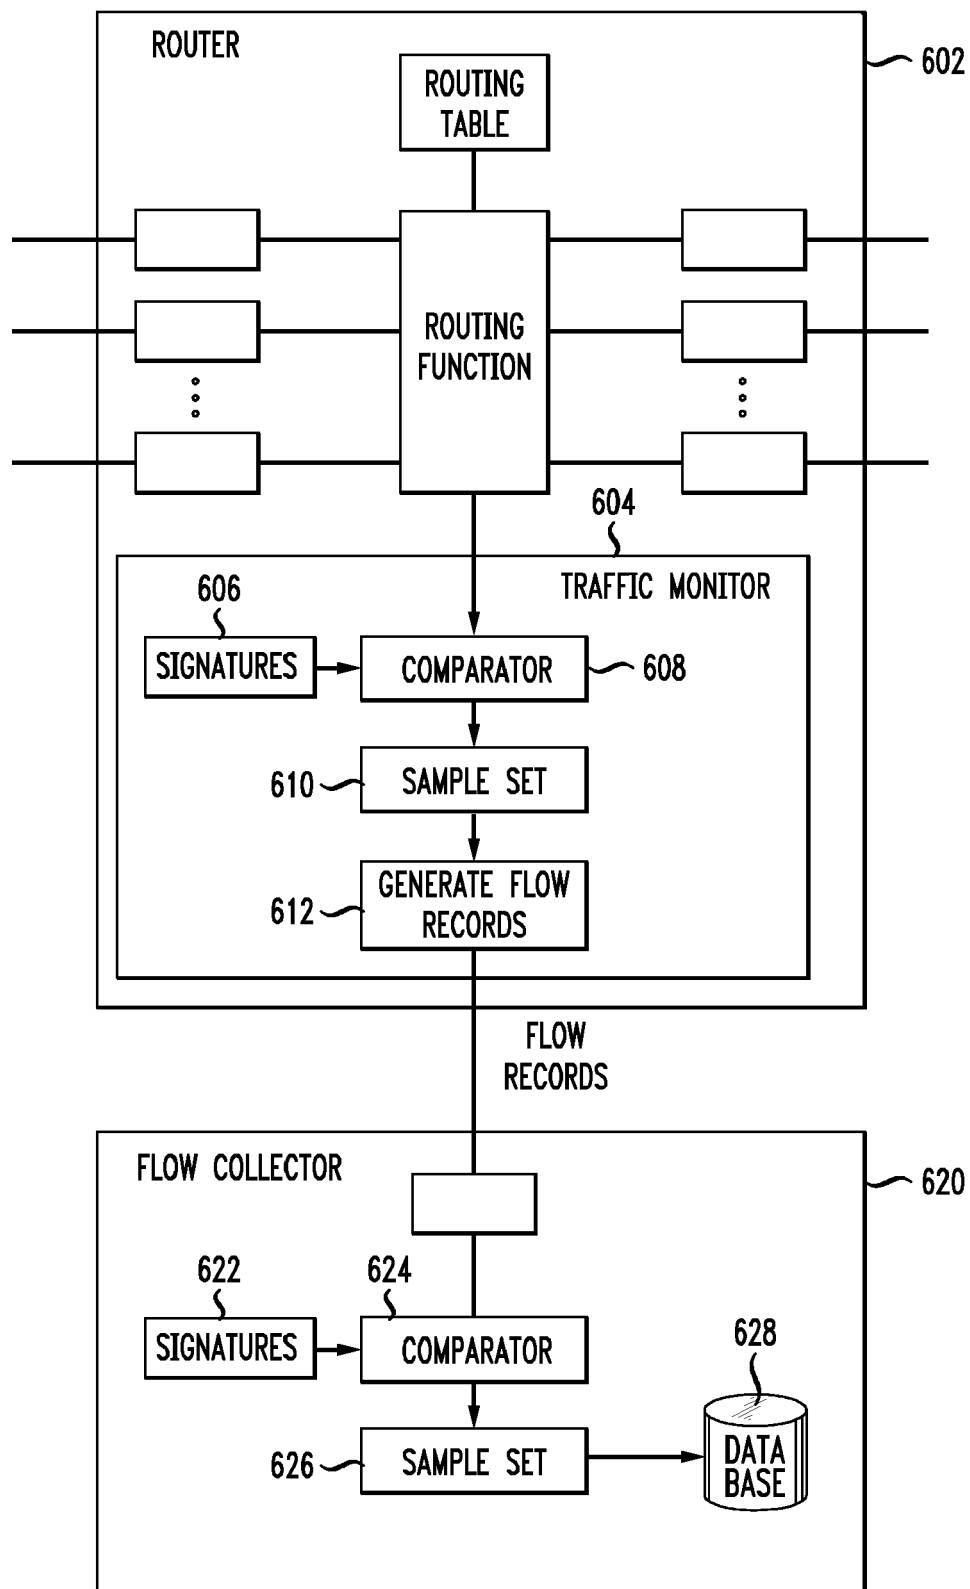 ROUTER
602
ROUTING
TABLE
ROUTING
FUNCTION
604
TRAFFIC MONITOR
606
SIGNATURES
COMPARATOR
608
610
SAMPLE SET
612
GENERATE FLOW
RECORDS
FLOW
RECORDS
FLOW COLLECTOR
620
622
624
SIGNATURES
COMPARATOR
628
626
SAMPLE SET
DATA
BASE